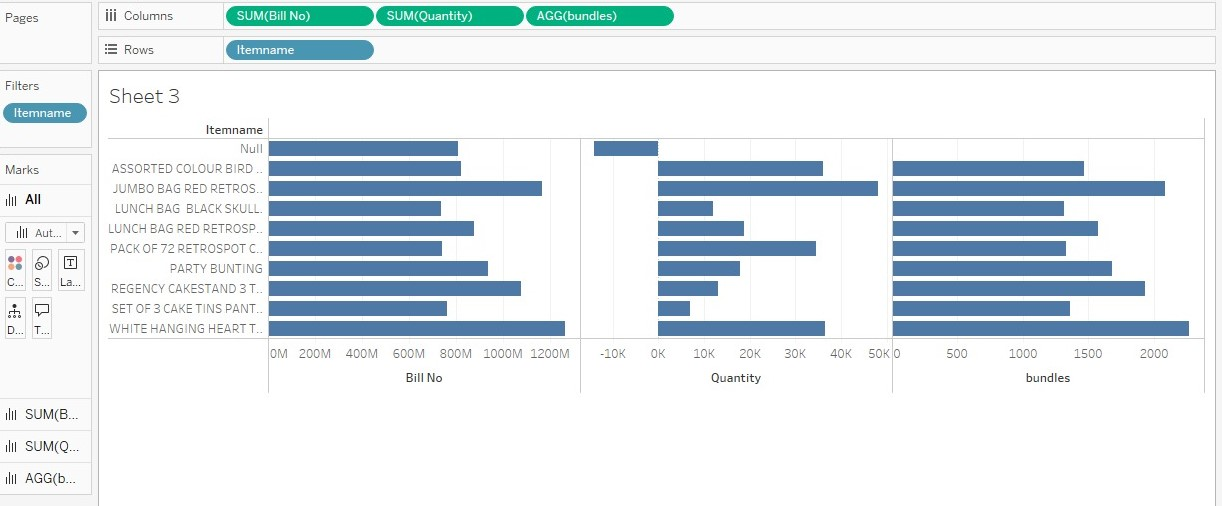 Pages
Columns
SUM(Bill No)
SUM(Quantity)
AGG(bundles)
Rows
Itemname
Filters
Itemname
Marks
All
Aut...
C...
S...
La...
D...
T...
SUM(B...
SUM(Q...
AGG(b...
Sheet 3
Itemname
Null
ASSORTED COLOUR BIRD ..
JUMBO BAG RED RETROS..
LUNCH BAG  BLACK SKULL.
LUNCH BAG RED RETROSP..
PACK OF 72 RETROSPOT C..
PARTY BUNTING
REGENCY CAKESTAND 3 T..
SET OF 3 CAKE TINS PANT..
WHITE HANGING HEART T..
0M 200M 400M 600M 800M 1000M 1200M
Bill No
-10K 0K 10K 20K 30K 40K 50K
Quantity
0 500 1000 1500 2000
bundles